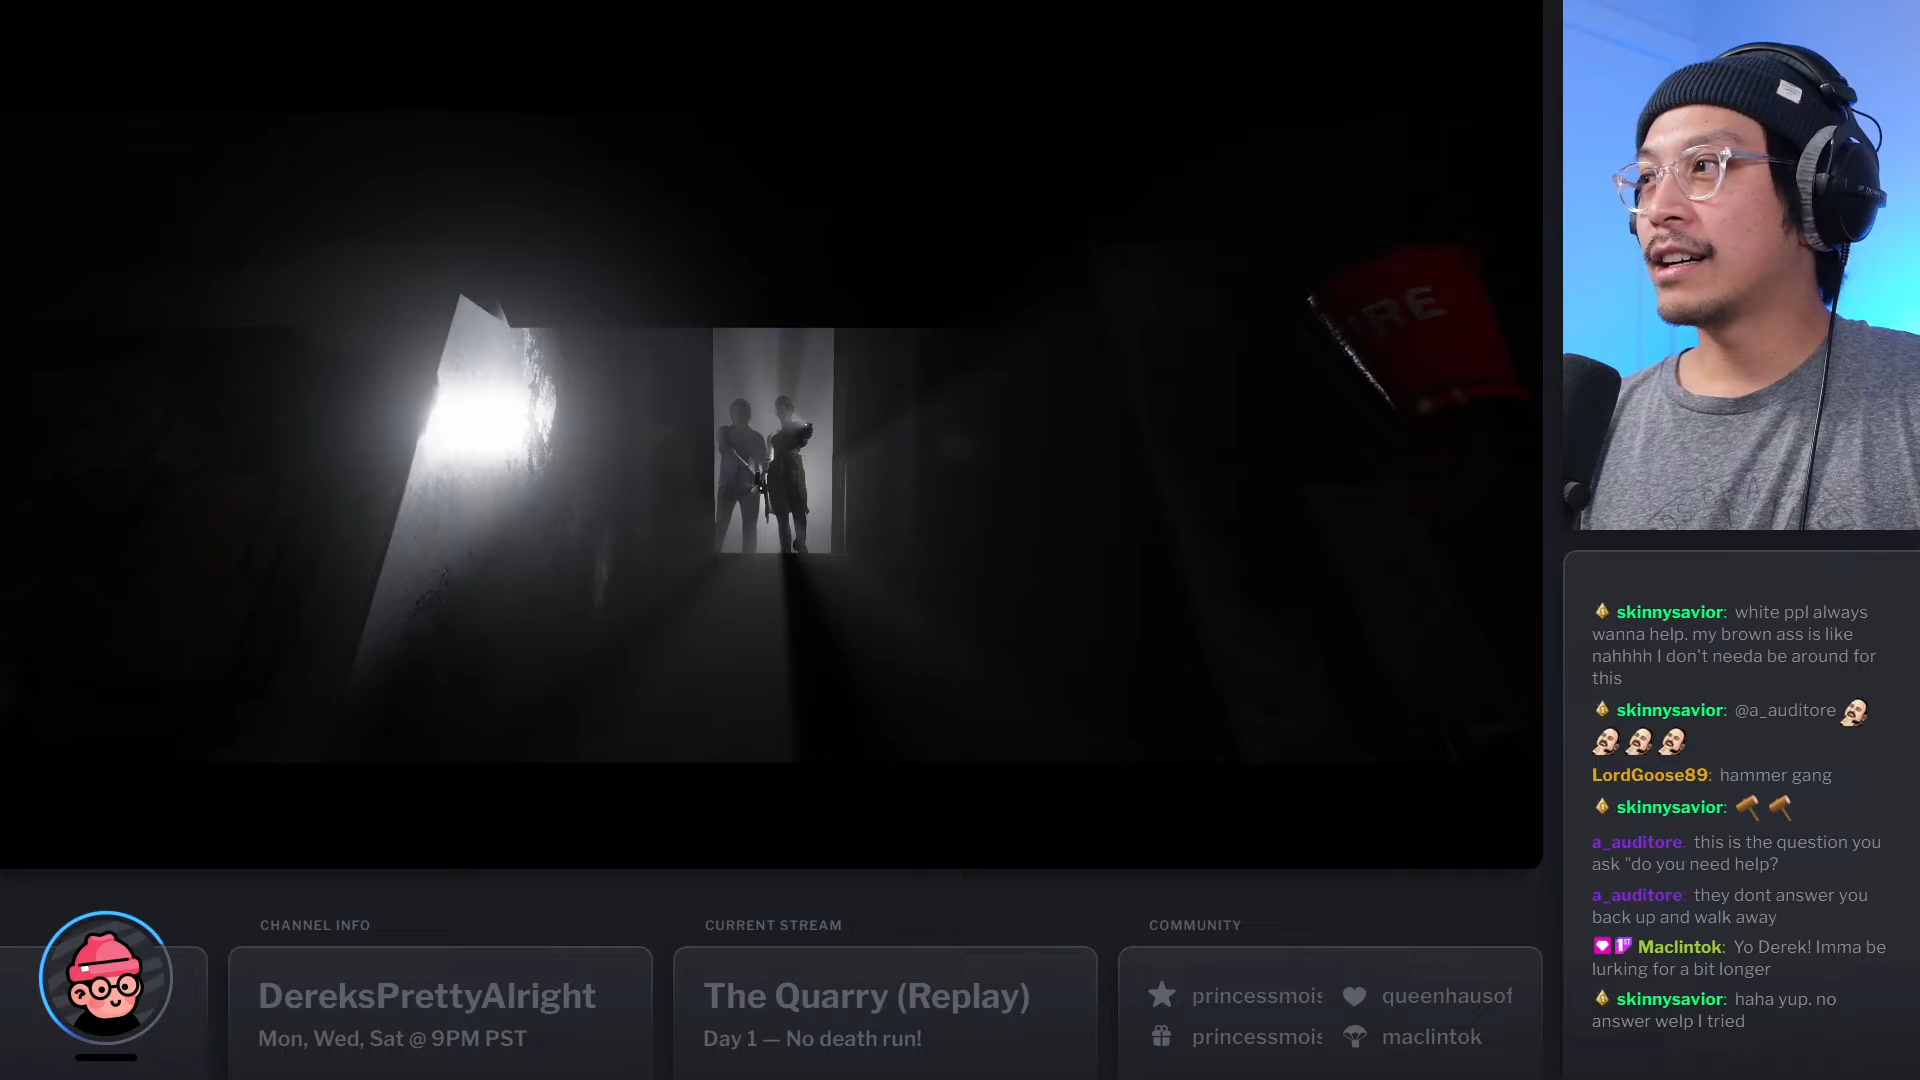 skinnysavior: white ppl always
wanna help. my brown ass is like
nahhhh I don't needa be around for
this
skinnysavior: @a_auditore
LordGoose89: hammer gang
skinnysavior:
a_auditore: this is the question you
ask "do you need help?
a_auditore: they dont answer you
back up and walk away
1ST Maclintok: Yo Derek! Imma be
lurking for a bit longer
skinnysavior: haha yup. no
answer welp I tried
CHANNEL INFO
DereksPrettyAlright
Mon, Wed, Sat @ 9PM PST
CURRENT STREAM
The Quarry (Replay)
Day 1 — No death run!
COMMUNITY
princessmois queenhausof
princessmois maclintok